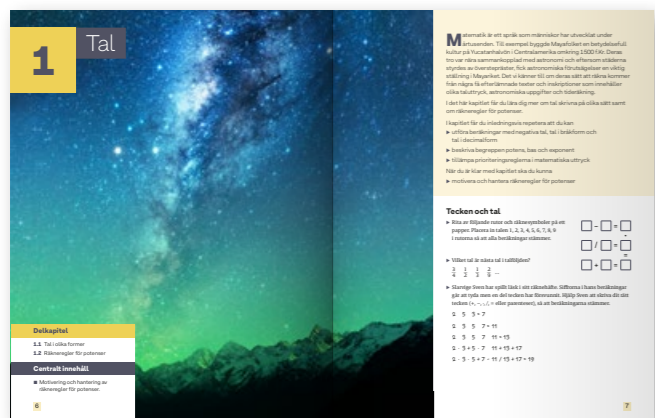 1
Tal
Delkapitel
1.1 Tal i olika former
1.2 Räkneregler för potenser
Centralt innehåll
■ Motivering och hantering av
räkneregler för potenser.
6
Matematik är ett språk som människor har utvecklat under
årtusenden. Till exempel byggde Mayafolket en betydelsefull
kultur på Yucatanhalvön i Centralamerika omkring 1500 f.Kr. Deras
tro var nära sammankopplad med astronomi och eftersom städerna
styrdes av överstepräster, fick astronomiska förutsägelser en viktig
ställning i Mayariket. Det vi känner till om deras sätt att räkna kommer
från några få efterlämnade texter och inskriptioner som innehåller
olika taluttryck, astronomiska uppgifter och tideräkning.
I det här kapitlet får du lära dig mer om tal skrivna på olika sätt samt
om räkneregler för potenser.
I kapitlet får du inledningsvis repetera att du kan
▶ utföra beräkningar med negativa tal, tal i bråkform och
tal i decimalform
▶ beskriva begreppen potens, bas och exponent
▶ tillämpa prioriteringsreglerna i matematiska uttryck
När du är klar med kapitlet ska du kunna
▶ motivera och hantera räkneregler för potenser
Tecken och tal
▶ Rita av följande rutor och räknesymboler på ett
papper. Placera in talen 1, 2, 3, 4, 5, 6, 7, 8, 9
i rutorna så att alla beräkningar stämmer.
□ - □ = □
□ / □ = □
=
□ + □ = □
▶ Vilket tal är nästa tal i talföljden?
3/4 1/2 1/3 2/9 ...
▶ Slarvige Sven har spillt läsk i sitt räknehäfte. Siffrorna i hans beräkningar
går att tyda men en del tecken har försvunnit. Hjälp Sven att skriva dit rätt
tecken (+, –, ·, /, = eller parenteser), så att beräkningarna stämmer.
2 3 5 = 7
2 3 5 7 = 11
2 3 5 7 11 = 13
2 · 3 + 5 · 7 11 + 13 = 17
2 · 3 · 5 + 7 · 11 / 13 + 17 = 19
7